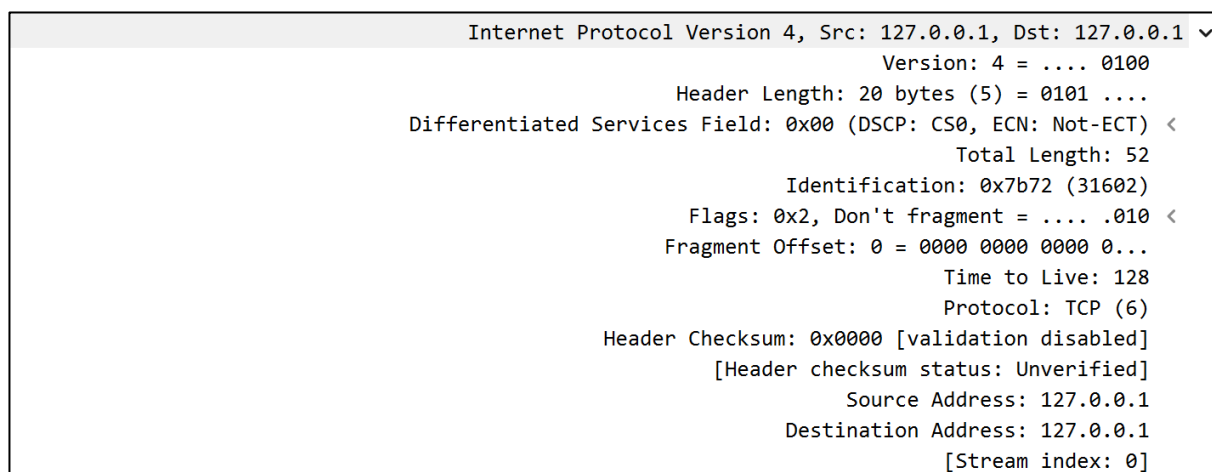 Internet Protocol Version 4, Src: 127.0.0.1, Dst: 127.0.0.1
Version: 4 = .... 0100
Header Length: 20 bytes (5) = 0101 ....
Differentiated Services Field: 0x00 (DSCP: CS0, ECN: Not-ECT)
Total Length: 52
Identification: 0x7b72 (31602)
Flags: 0x2, Don't fragment = .... .010
Fragment Offset: 0 = 0000 0000 0000 0...
Time to Live: 128
Protocol: TCP (6)
Header Checksum: 0x0000 [validation disabled]
[Header checksum status: Unverified]
Source Address: 127.0.0.1
Destination Address: 127.0.0.1
[Stream index: 0]